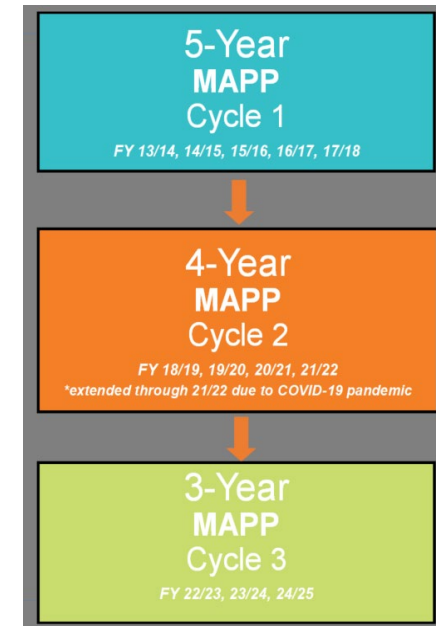 5-Year
MAPP
Cycle 1
FY 13/14, 14/15, 15/16, 16/17, 17/18
4-Year
MAPP
Cycle 2
FY 18/19, 19/20, 20/21, 21/22
*extended through 21/22 due to COVID-19 pandemic
3-Year
MAPP
Cycle 3
FY 22/23, 23/24, 24/25